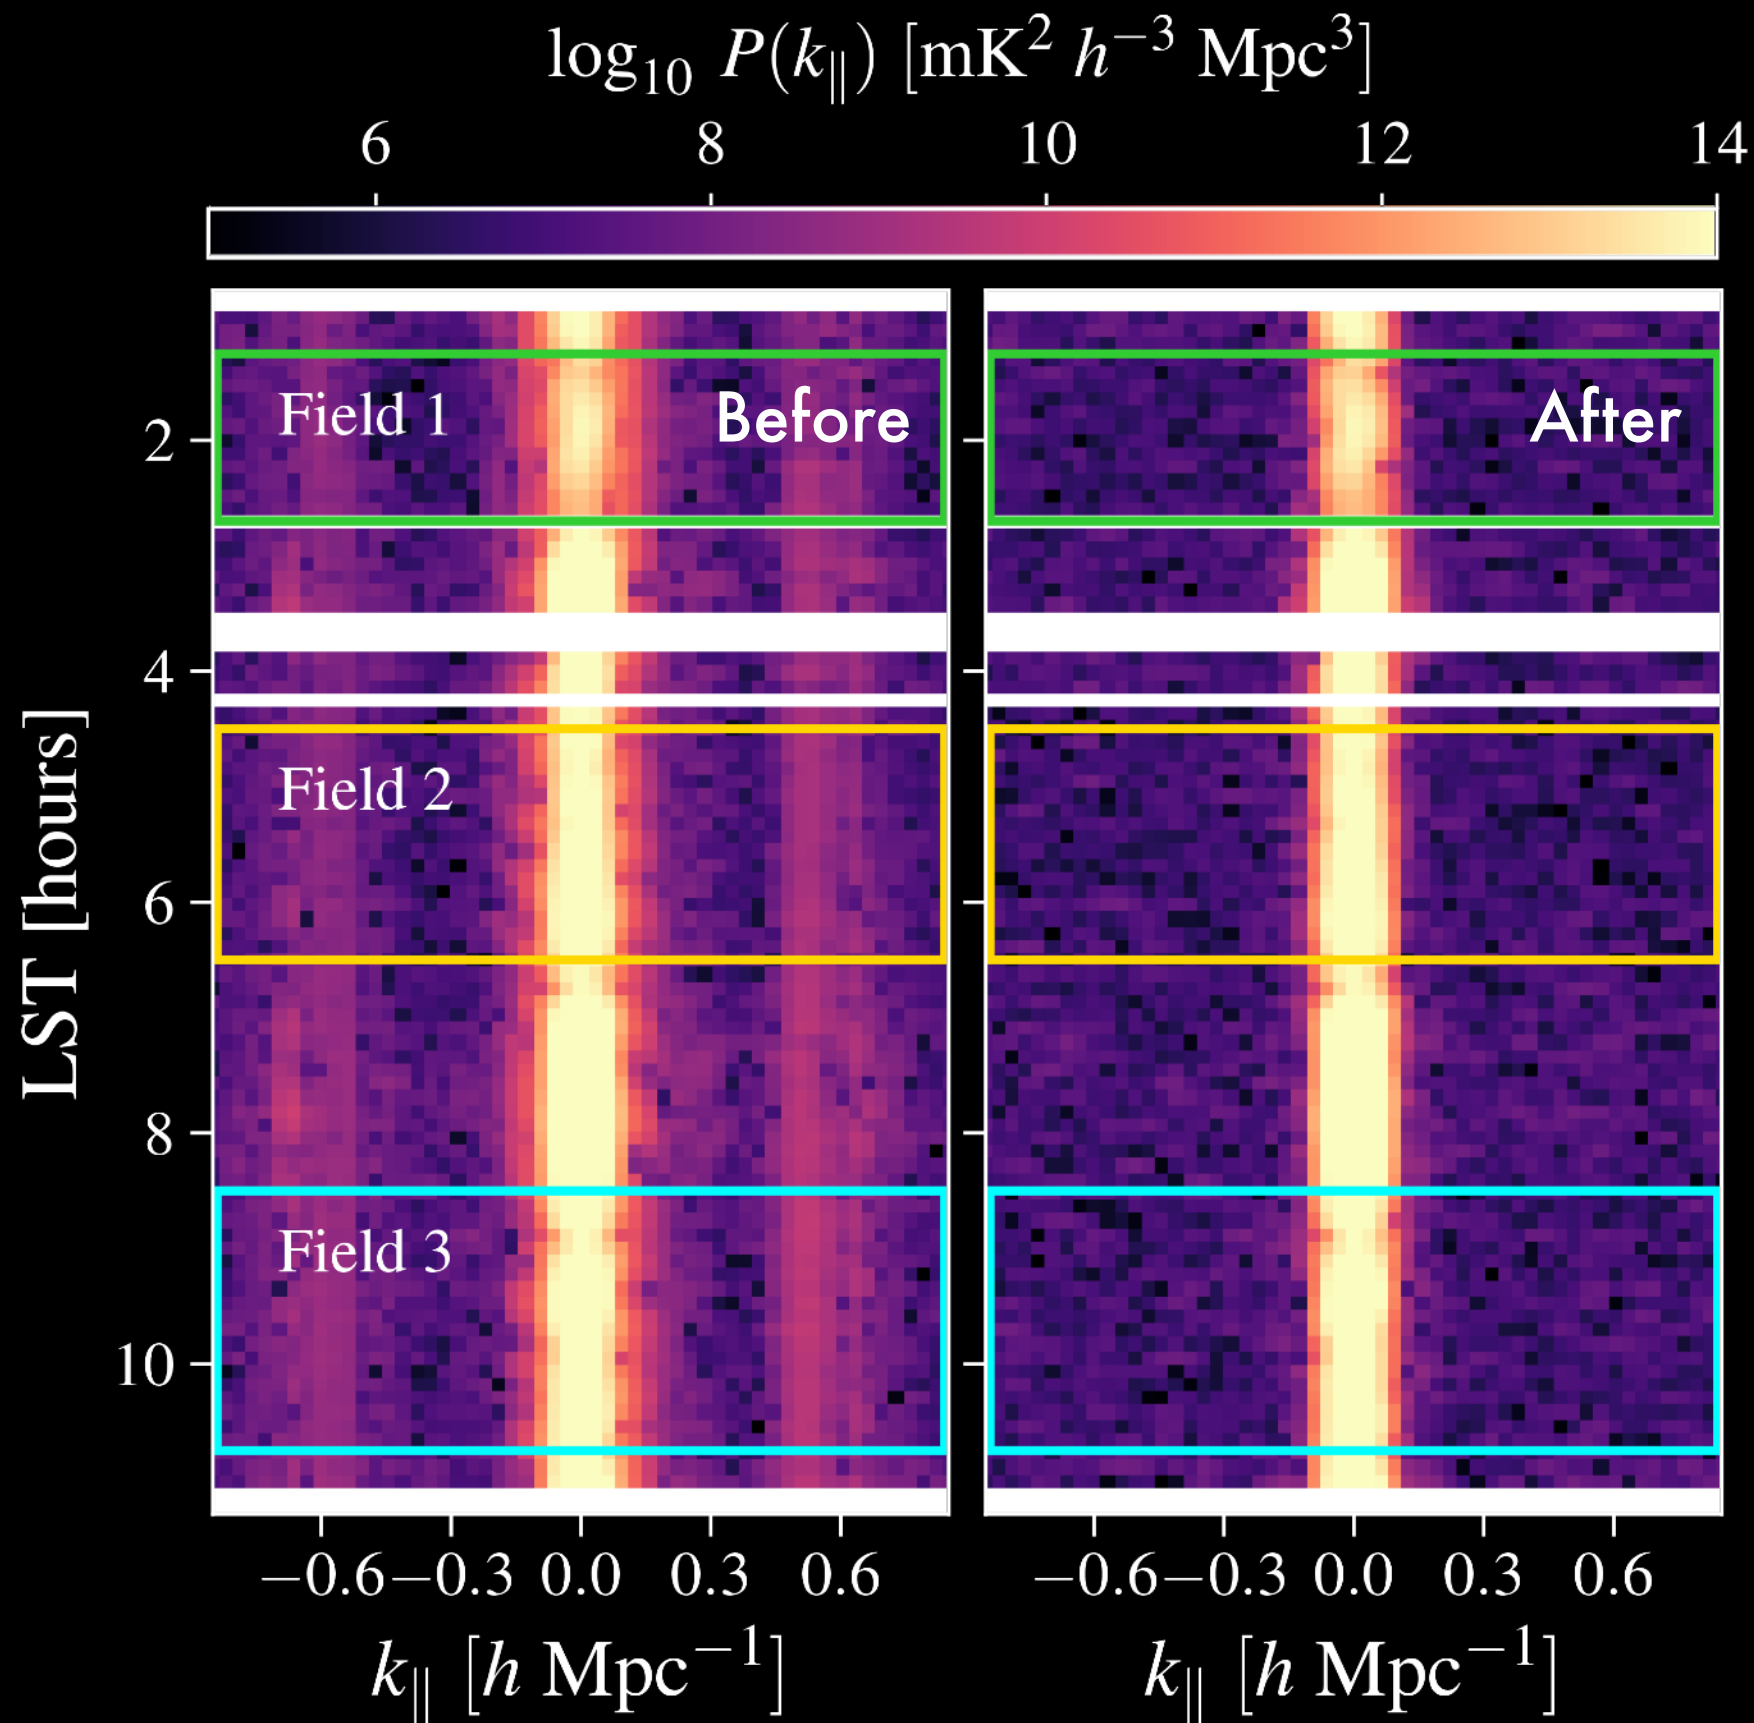 log₁₀ P(k∥) [mK² h⁻³ Mpc³]
6 8 10 12 14
Field 1 Before After
2
4
Field 2
6
8
Field 3
10
LST [hours]
−0.6 −0.3 0.0 0.3 0.6 −0.6 −0.3 0.0 0.3 0.6
k∥ [h Mpc⁻¹] k∥ [h Mpc⁻¹]